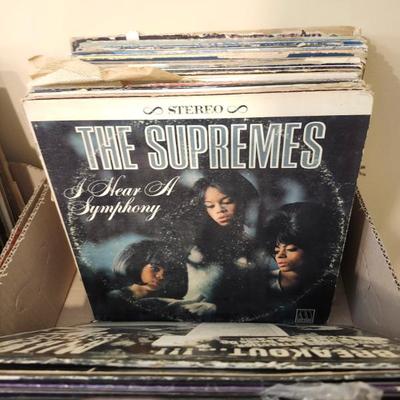 STEREO
THE SUPREMES
I Hear A
Symphony
BREAKOUT...!!!